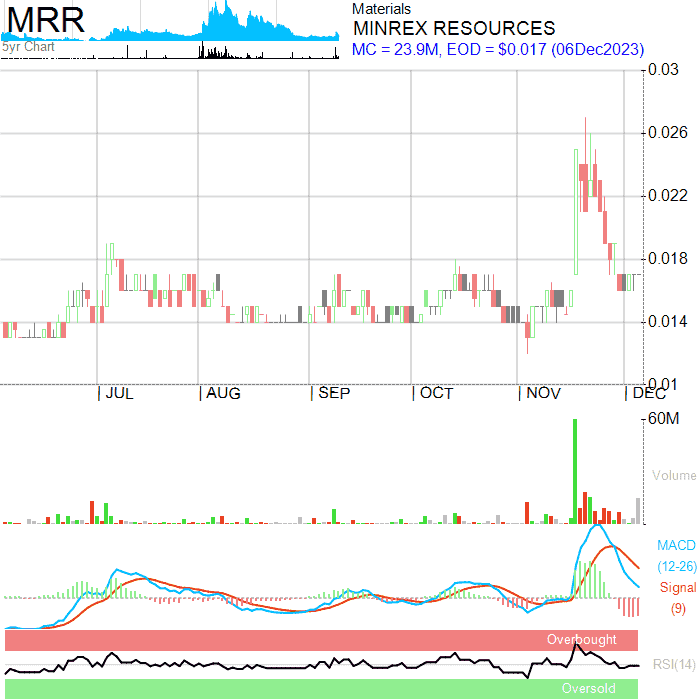 MRR
5yr Chart
Materials
MINREX RESOURCES
MC = 23.9M, EOD = $0.017 (06Dec2023)
0.03
0.026
0.022
0.018
0.014
0.01
| JUL | AUG | SEP | OCT | NOV | DEC
60M
Volume
MACD
(12-26)
Signal
(9)
Overbought
RSI(14)
Oversold